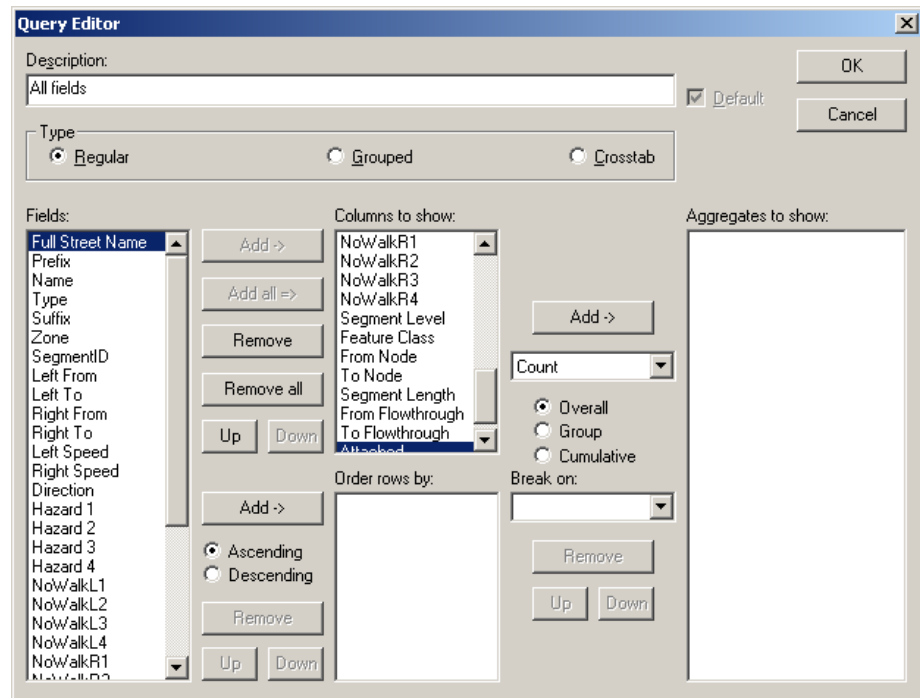 Query Editor
Description:
All fields
OK
Default
Cancel
Type
Regular
Grouped
Crosstab
Fields:
Full Street Name
Prefix
Name
Type
Suffix
Zone
SegmentID
Left From
Left To
Right From
Right To
Left Speed
Right Speed
Direction
Hazard 1
Hazard 2
Hazard 3
Hazard 4
NoWalkL1
NoWalkL2
NoWalkL3
NoWalkL4
NoWalkR1
NoWalkR2
Add ->
Add all =>
Remove
Remove all
Up
Down
Add ->
Ascending
Descending
Remove
Up
Down
Columns to show:
NoWalkR1
NoWalkR2
NoWalkR3
NoWalkR4
Segment Level
Feature Class
From Node
To Node
Segment Length
From Flowthrough
To Flowthrough
Attached
Order rows by:
Add ->
Count
Overall
Group
Cumulative
Break on:
Remove
Up
Down
Aggregates to show: